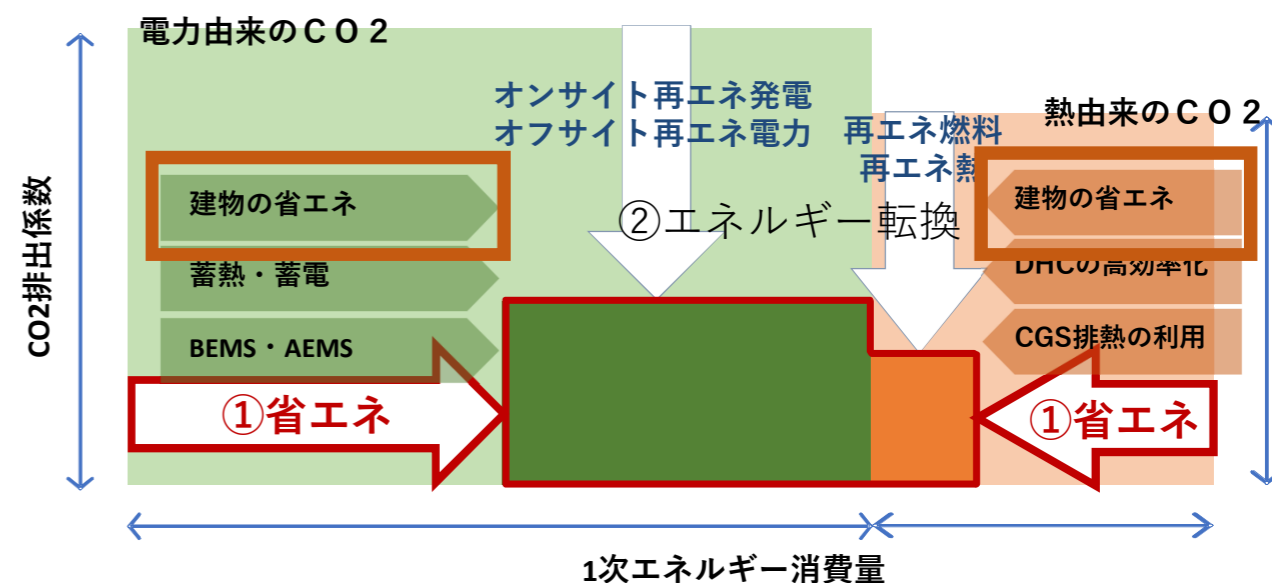 電力由来のＣＯ２
オンサイト再エネ発電
オフサイト再エネ電力
再エネ燃料
再エネ熱
熱由来のＣＯ２
CO2排出係数
建物の省エネ
蓄熱・蓄電
BEMS・AEMS
②エネルギー転換
建物の省エネ
DHCの高効率化
CGS排熱の利用
①省エネ
①省エネ
1次エネルギー消費量